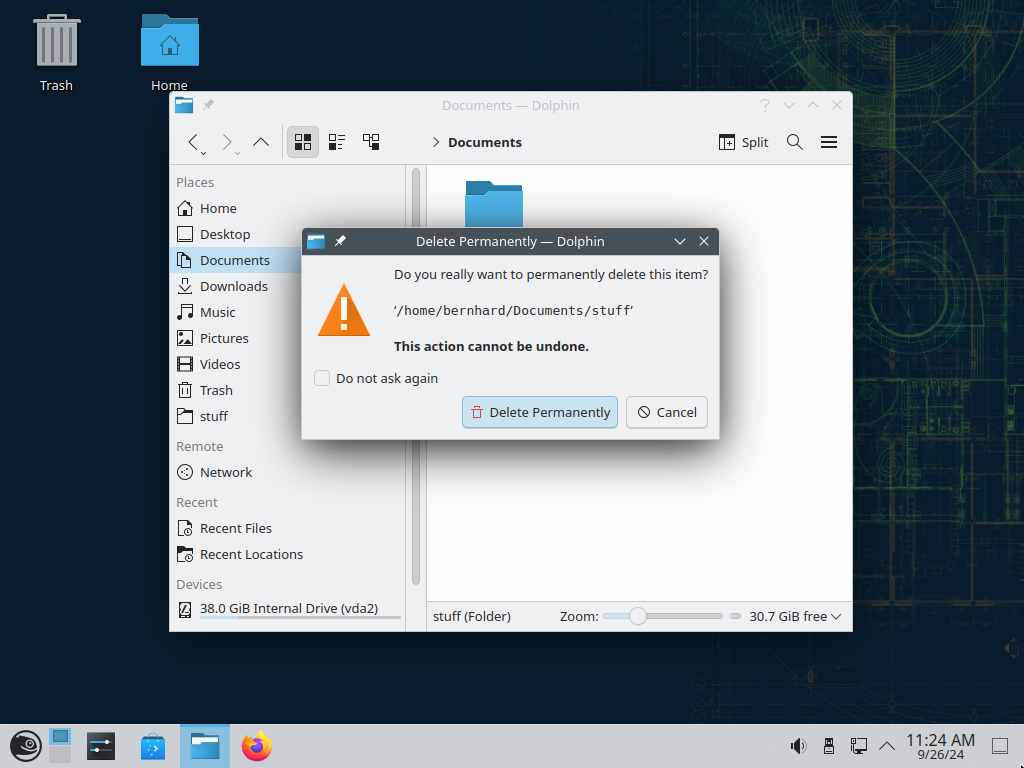 Trash
Home
Documents — Dolphin
Documents
Split
Places
Home
Desktop
Documents
Downloads
Music
Pictures
Videos
Trash
stuff
Remote
Network
Recent
Recent Files
Recent Locations
Devices
38.0 GiB Internal Drive (vda2)
Delete Permanently — Dolphin
Do you really want to permanently delete this item?
‘/home/bernhard/Documents/stuff’
This action cannot be undone.
Do not ask again
Delete Permanently
Cancel
stuff (Folder)
Zoom:
30.7 GiB free
11:24 AM
9/26/24